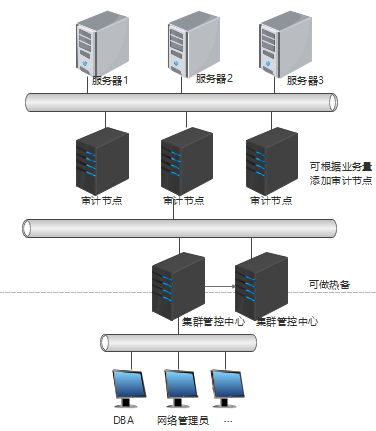 服务器1
服务器2
服务器3
可根据业务量
添加审计节点
审计节点
审计节点
审计节点
可做热备
集群管控中心
集群管控中心
DBA
网络管理员
...